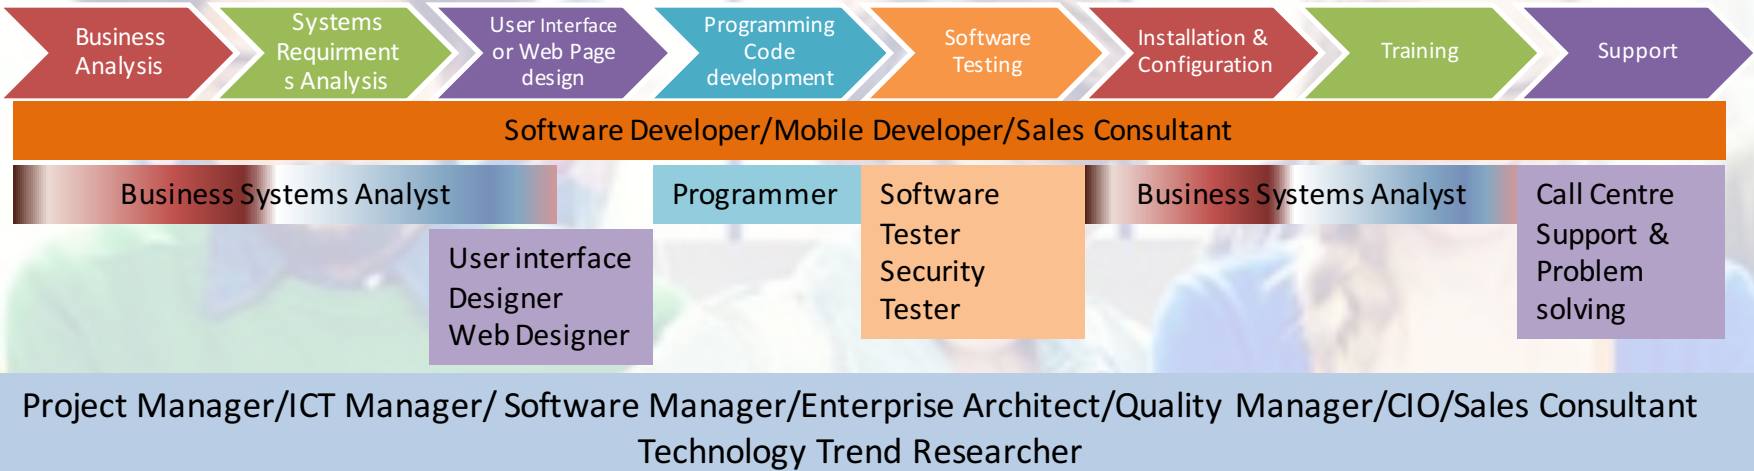 Business
Analysis
Systems
Requirment
s Analysis
User Interface
or Web Page
design
Programming
Code
development
Software
Testing
Installation &
Configuration
Training
Support
Software Developer/Mobile Developer/Sales Consultant
Business Systems Analyst
Programmer
Software
Tester
Security
Tester
Business Systems Analyst
Call Centre
Support &
Problem
solving
User interface
Designer
Web Designer
Project Manager/ICT Manager/ Software Manager/Enterprise Architect/Quality Manager/CIO/Sales Consultant
Technology Trend Researcher